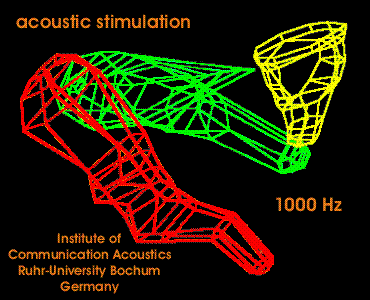 acoustic stimulation
1000 Hz
Institute of
Communication Acoustics
Ruhr-University Bochum
Germany